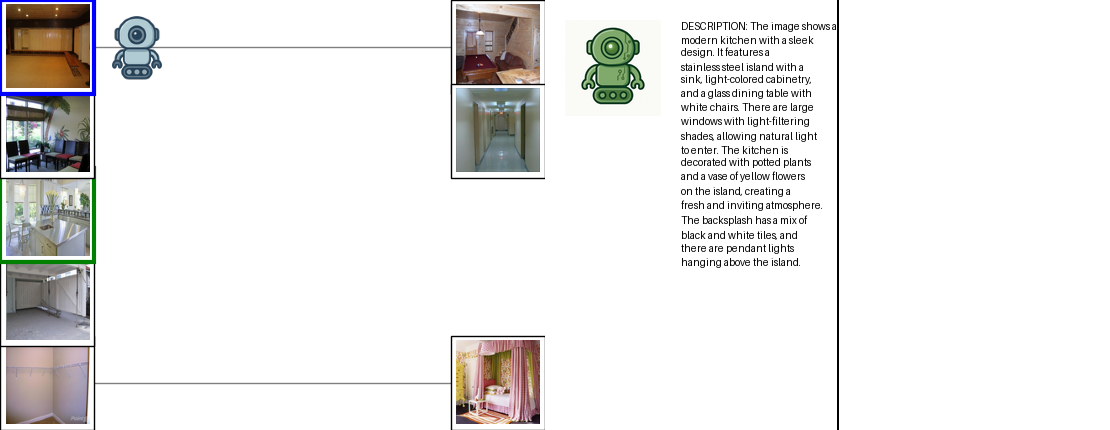 DESCRIPTION: The image shows a
modern kitchen with a sleek
design. It features a
stainless steel island with a
sink, light-colored cabinetry,
and a glass dining table with
white chairs. There are large
windows with light-filtering
shades, allowing natural light
to enter. The kitchen is
decorated with potted plants
and a vase of yellow flowers
on the island, creating a
fresh and inviting atmosphere.
The backsplash has a mix of
black and white tiles, and
there are pendant lights
hanging above the island.